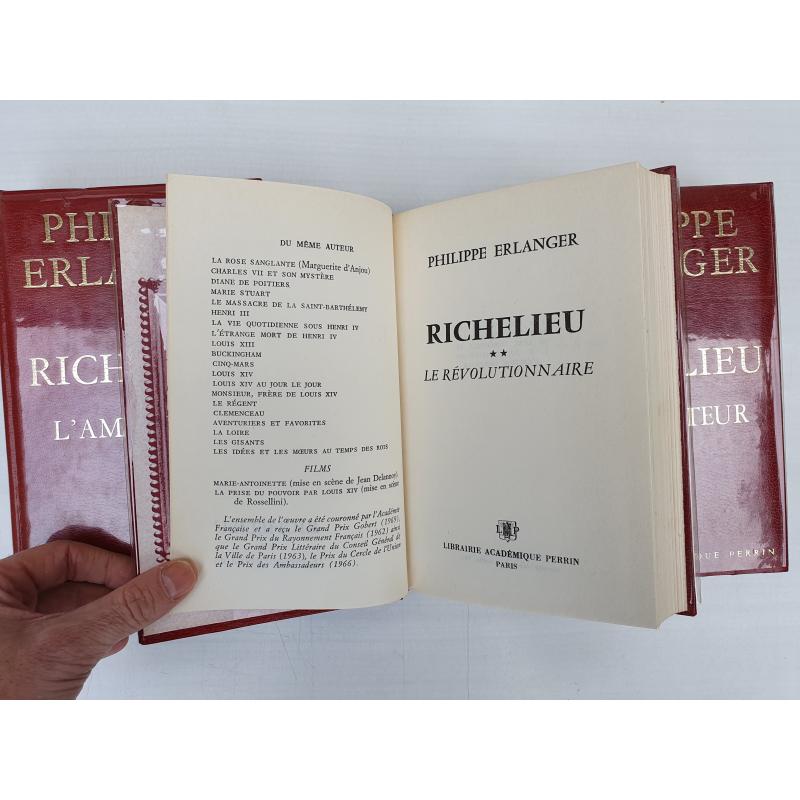 PHI
ERLA
RICH
L'AM
DU MÊME AUTEUR
LA ROSE SANGLANTE (Marguerite d'Anjou)
CHARLES VII ET SON MYSTÈRE
DIANE DE POITIERS
MARIE STUART
LE MASSACRE DE LA SAINT-BARTHÉLEMY
HENRI III
LA VIE QUOTIDIENNE SOUS HENRI IV
L'ÉTRANGE MORT DE HENRI IV
LOUIS XIII
BUCKINGHAM
CINQ-MARS
LOUIS XIV
LOUIS XIV AU JOUR LE JOUR
MONSIEUR, FRÈRE DE LOUIS XIV
LE RÉGENT
CLEMENCEAU
AVENTURIERS ET FAVORITES
LA LOIRE
LES GISANTS
LES IDÉES ET LES MŒURS AU TEMPS DES ROIS
FILMS
MARIE-ANTOINETTE (mise en scène de Jean Delannoy).
LA PRISE DU POUVOIR PAR LOUIS XIV (mise en scène
de Rossellini).
L'ensemble de l'œuvre a été couronné par l'Académie
Française et a reçu le Grand Prix Gobert (1969),
le Grand Prix du Rayonnement Français (1962) ainsi
que le Grand Prix Littéraire du Conseil Général de
la Ville de Paris (1963), le Prix du Cercle de l'Union
et le Prix des Ambassadeurs (1966).
PHILIPPE ERLANGER
RICHELIEU
★★
LE RÉVOLUTIONNAIRE
L P
LIBRAIRIE ACADÉMIQUE PERRIN
PARIS
PPE
NGER
LIEU
TEUR
QUE PERRIN